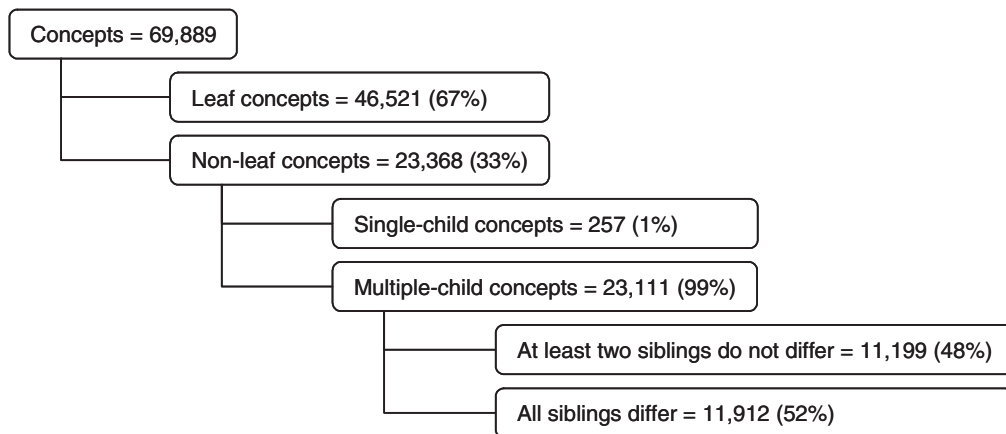 Concepts = 69,889
Leaf concepts = 46,521 (67%)
Non-leaf concepts = 23,368 (33%)
Single-child concepts = 257 (1%)
Multiple-child concepts = 23,111 (99%)
At least two siblings do not differ = 11,199 (48%)
All siblings differ = 11,912 (52%)